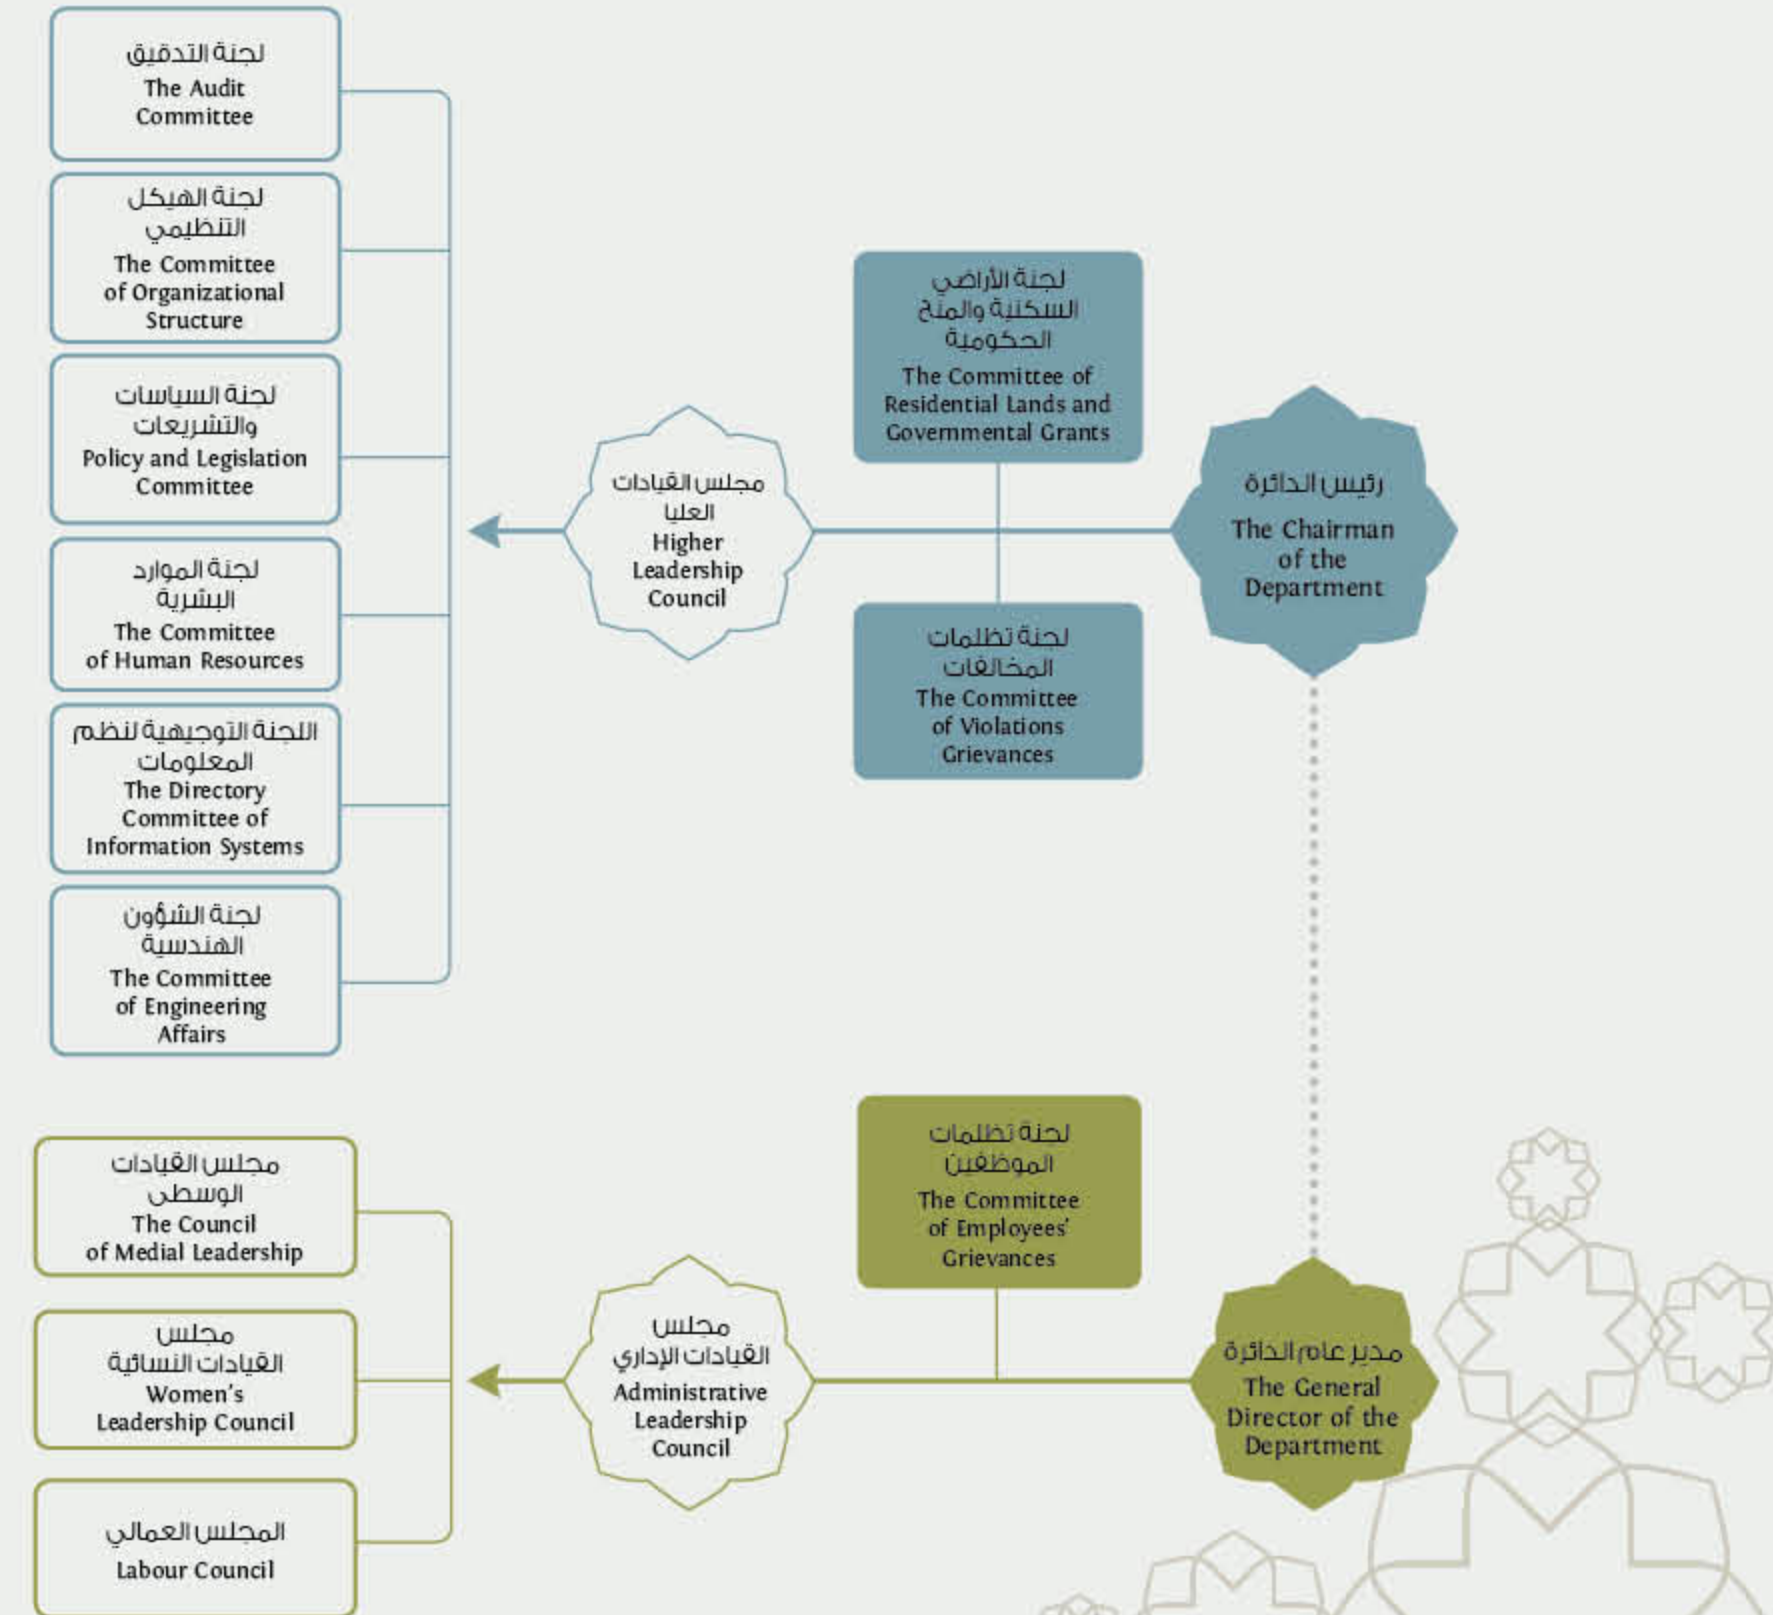 لجنة التدقيق
The Audit
Committee
لجنة الهيكل
التنظيمي
The Committee
of Organizational
Structure
لجنة السياسات
والتشريعات
Policy and Legislation
Committee
لجنة الموارد
البشرية
The Committee
of Human Resources
اللجنة التوجيهية لنظم
المعلومات
The Directory
Committee of
Information Systems
لجنة الشؤون
الهندسية
The Committee
of Engineering
Affairs
مجلس القيادات
العليا
Higher
Leadership
Council
لجنة الأراضي
السكنية والمنح
الحكومية
The Committee of
Residential Lands and
Governmental Grants
لجنة تظلمات
المخالفات
The Committee
of Violations
Grievances
رئيس الدائرة
The Chairman
of the
Department
مجلس القيادات
الوسطى
The Council
of Medial Leadership
مجلس
القيادات النسائية
Women's
Leadership Council
المجلس العمالي
Labour Council
مجلس
القيادات الإداري
Administrative
Leadership
Council
لجنة تظلمات
الموظفين
The Committee
of Employees'
Grievances
مدير عام الدائرة
The General
Director of the
Department